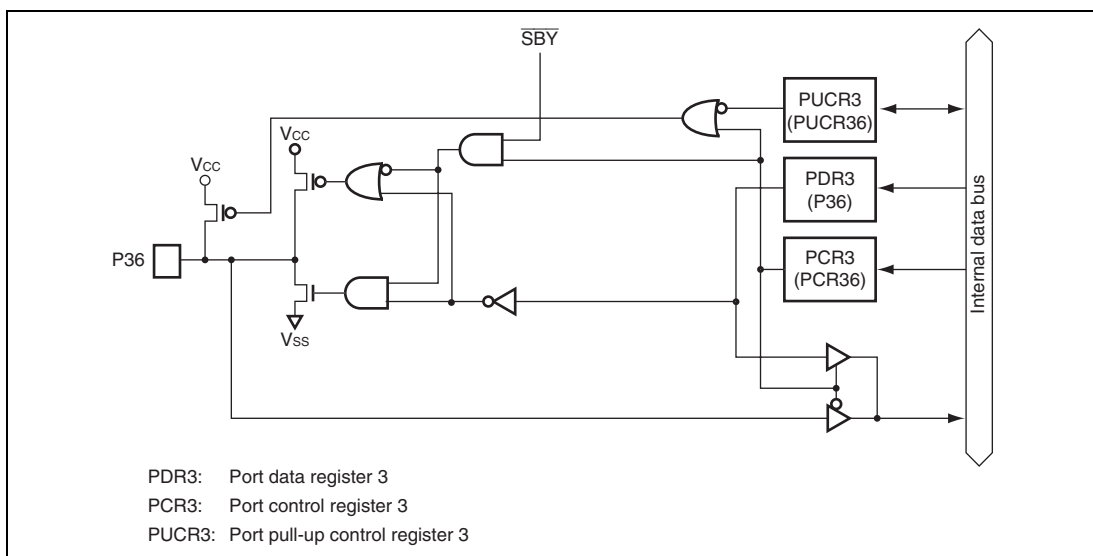 SBY
PUCR3
(PUCR36)
VCC
VCC
PDR3
(P36)
P36
PCR3
(PCR36)
VSS
Internal data bus
PDR3: Port data register 3
PCR3: Port control register 3
PUCR3: Port pull-up control register 3